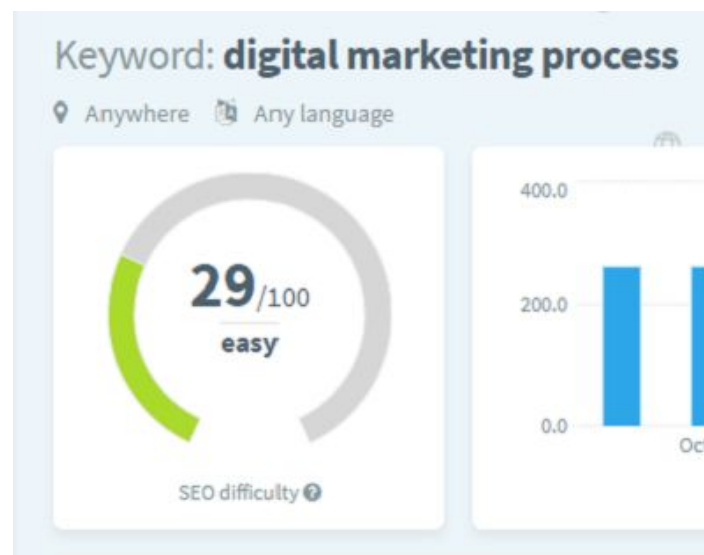 Keyword: digital marketing process
Anywhere Any language
29/100
easy
SEO difficulty
400.0
200.0
0.0